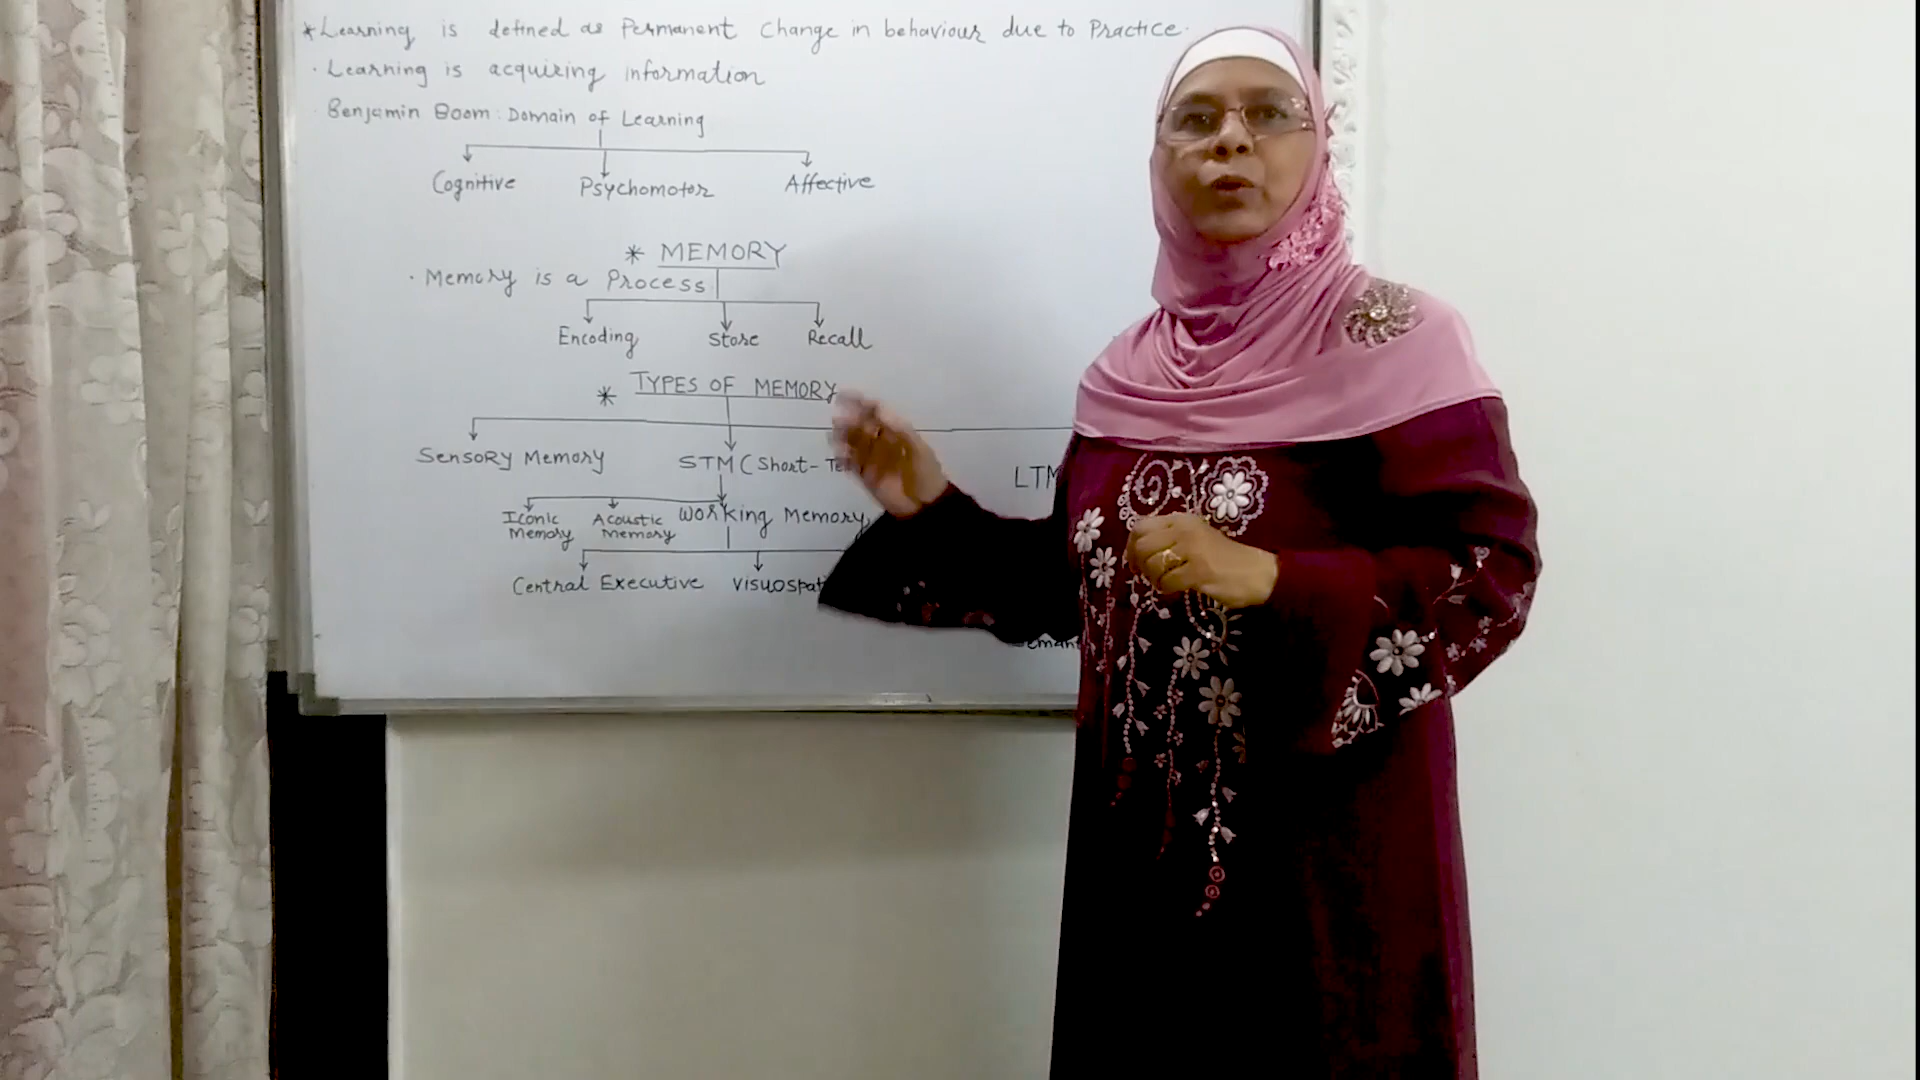 * Learning is defined as Permanent Change in behaviour due to Practice.
· Learning is acquiring information
· Benjamin Boom : Domain of Learning
Cognitive Psychomotor Affective
* MEMORY
· Memory is a Process
Encoding Store Recall
* TYPES OF MEMORY
Sensory Memory STM (Short- LTM
Iconic Memory Acoustic Memory Working Memory
Central Executive